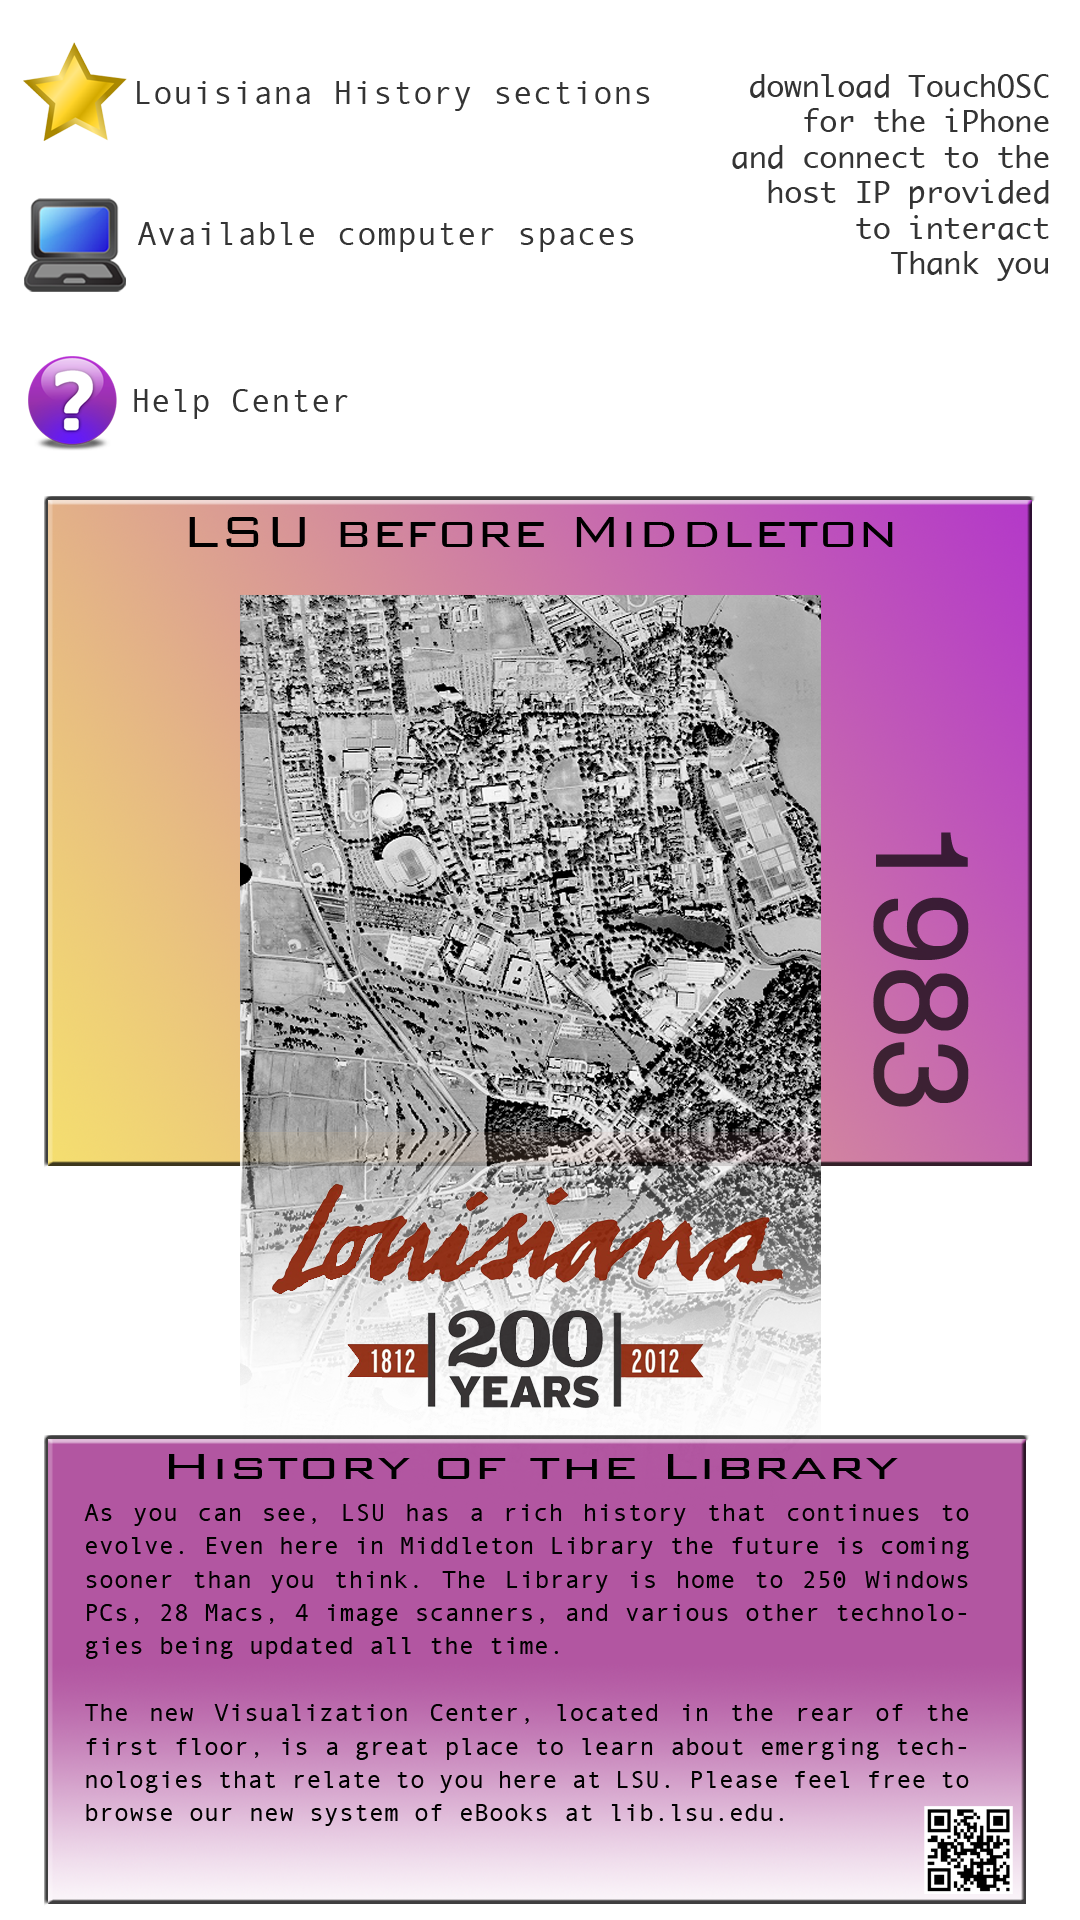 Louisiana History sections
download TouchOSC
for the iPhone
and connect to the
host IP provided
to interact
Thank you
Available computer spaces
?
Help Center
LSU before Middleton
1983
Louisiana
200
1812
2012
YEARS
History of the Library
As you can see, LSU has a rich history that continues to
evolve. Even here in Middleton Library the future is coming
sooner than you think. The Library is home to 250 Windows
PCs, 28 Macs, 4 image scanners, and various other technolo-
gies being updated all the time.
The new Visualization Center, located in the rear of the
first floor, is a great place to learn about emerging tech-
nologies that relate to you here at LSU. Please feel free to
browse our new system of eBooks at lib.lsu.edu.